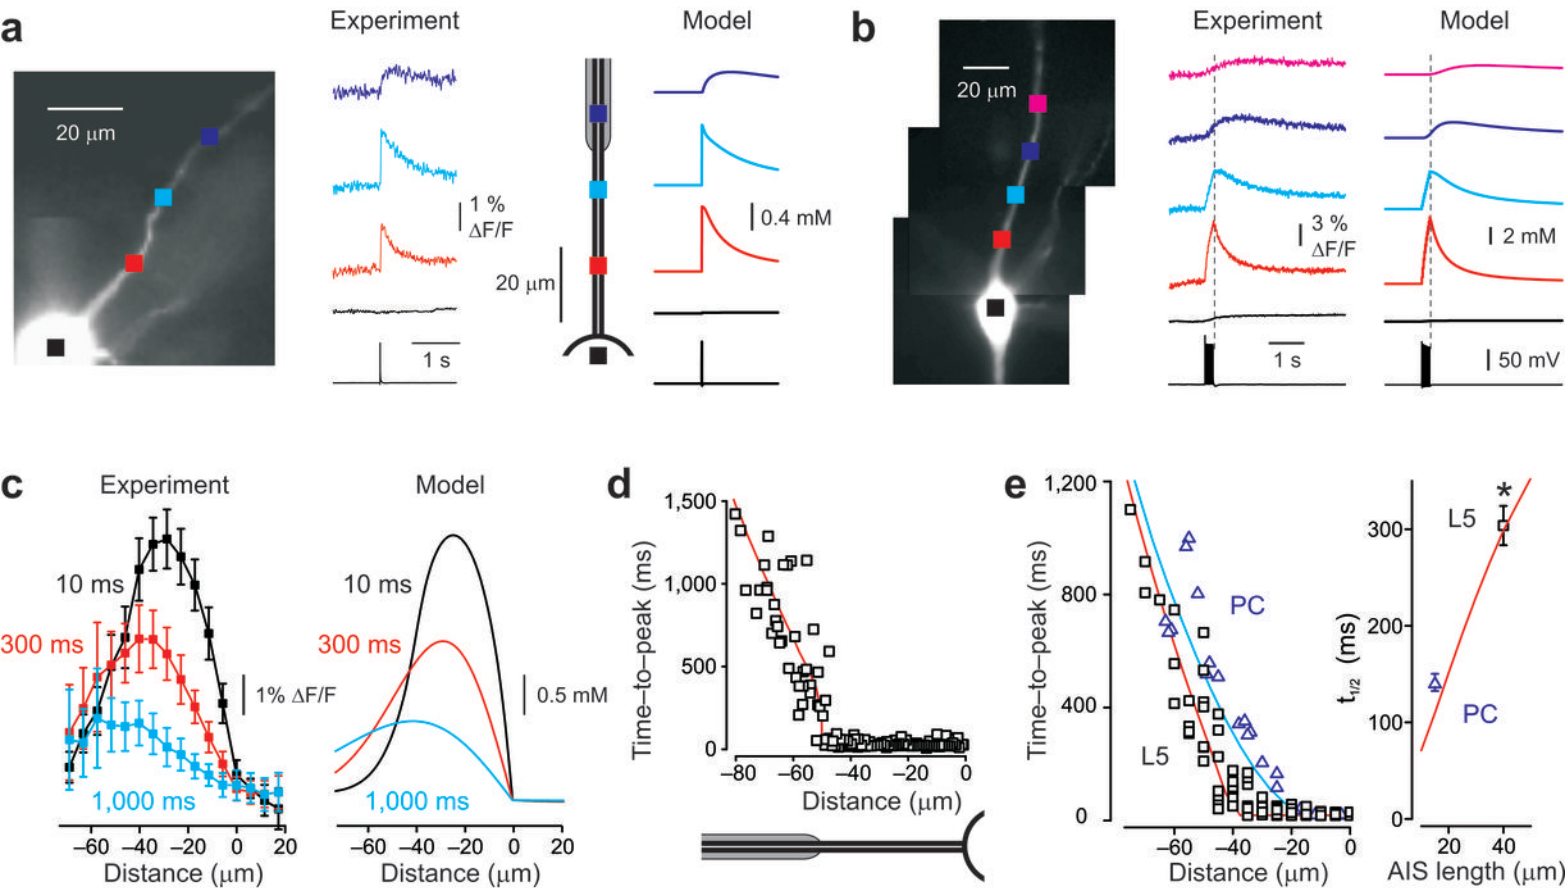 a
Experiment
Model
20 μm
1 %
ΔF/F
1 s
20 μm
0.4 mM
b
Experiment
Model
20 μm
3 %
ΔF/F
1 s
2 mM
50 mV
c
Experiment
Model
10 ms
300 ms
1,000 ms
1% ΔF/F
−60 −40 −20 0 20
Distance (μm)
10 ms
300 ms
1,000 ms
0.5 mM
−60 −40 −20 0 20
Distance (μm)
d
Time–to–peak (ms)
1,500
1,000
500
0
−80 −60 −40 −20 0
Distance (μm)
e
Time–to–peak (ms)
1,200
800
400
0
PC
L5
−60 −40 −20 0
Distance (μm)
t1/2 (ms)
300
200
100
0
*
L5
PC
20 40
AIS length (μm)